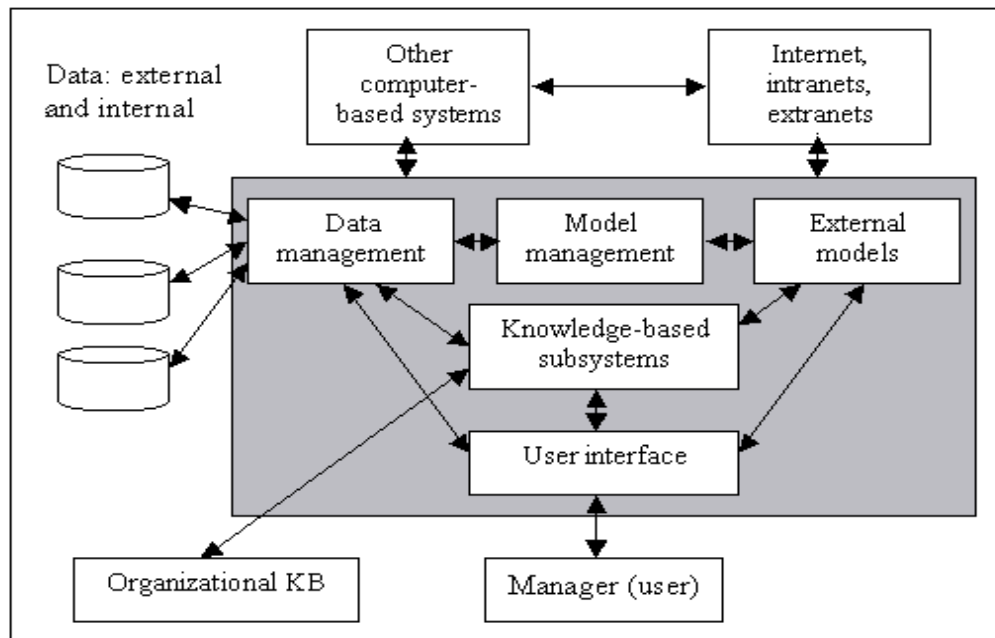 Data: external
and internal
Other
computer-
based systems
Internet,
intranets,
extranets
Data
management
Model
management
External
models
Knowledge-based
subsystems
User interface
Organizational KB
Manager (user)